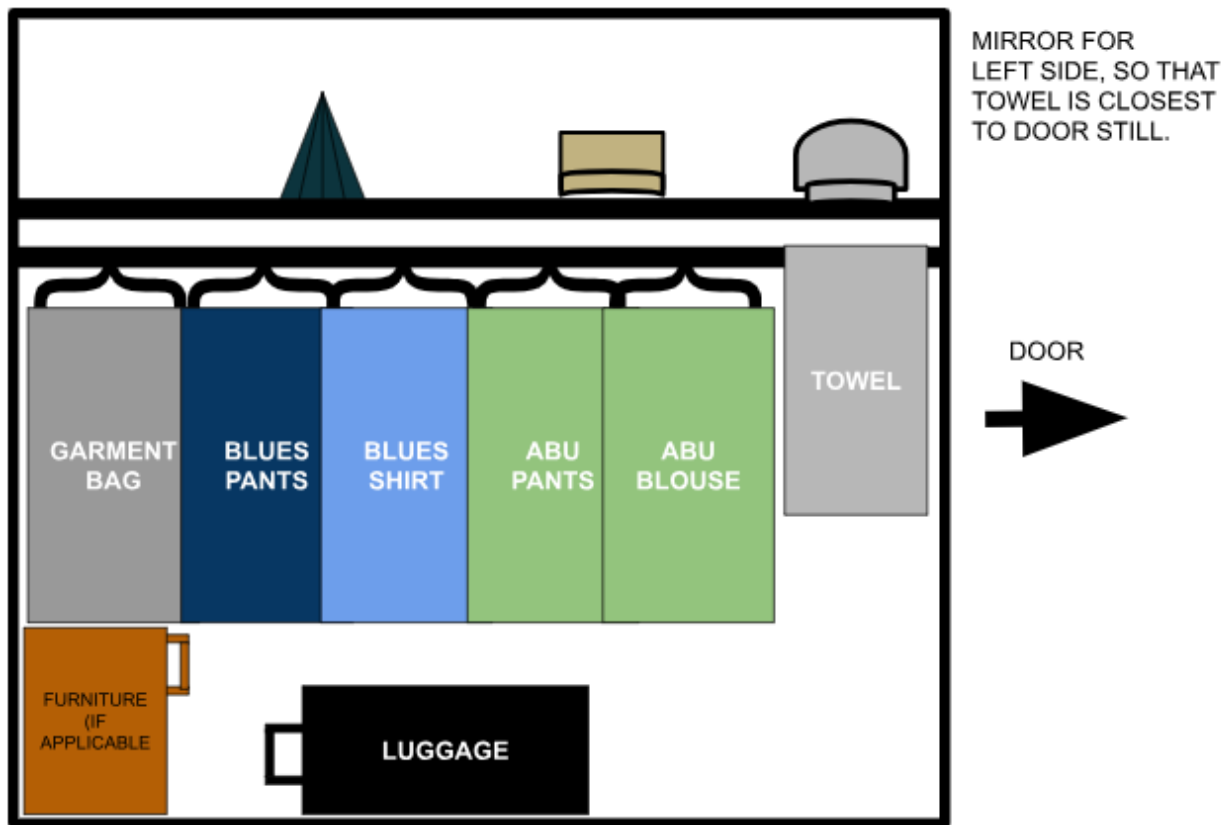 MIRROR FOR
LEFT SIDE, SO THAT
TOWEL IS CLOSEST
TO DOOR STILL.
DOOR
TOWEL
GARMENT
BAG
BLUES
PANTS
BLUES
SHIRT
ABU
PANTS
ABU
BLOUSE
FURNITURE
(IF
APPLICABLE
LUGGAGE